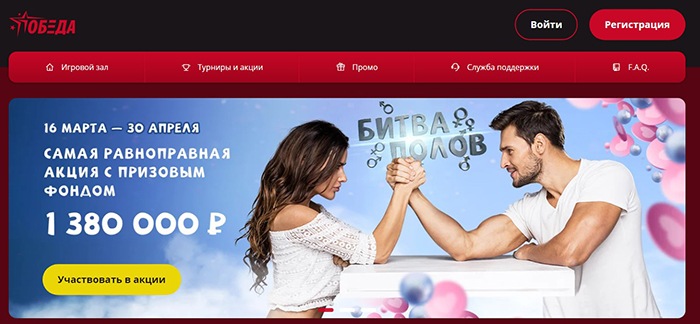 ПОБЕДА
Войти
Регистрация
Игровой зал
Турниры и акции
Промо
Служба поддержки
F.A.Q.
16 МАРТА — 30 АПРЕЛЯ
САМАЯ РАВНОПРАВНАЯ
АКЦИЯ С ПРИЗОВЫМ
ФОНДОМ
1 380 000 ₽
Участвовать в акции
БИТВА
ПОЛОВ